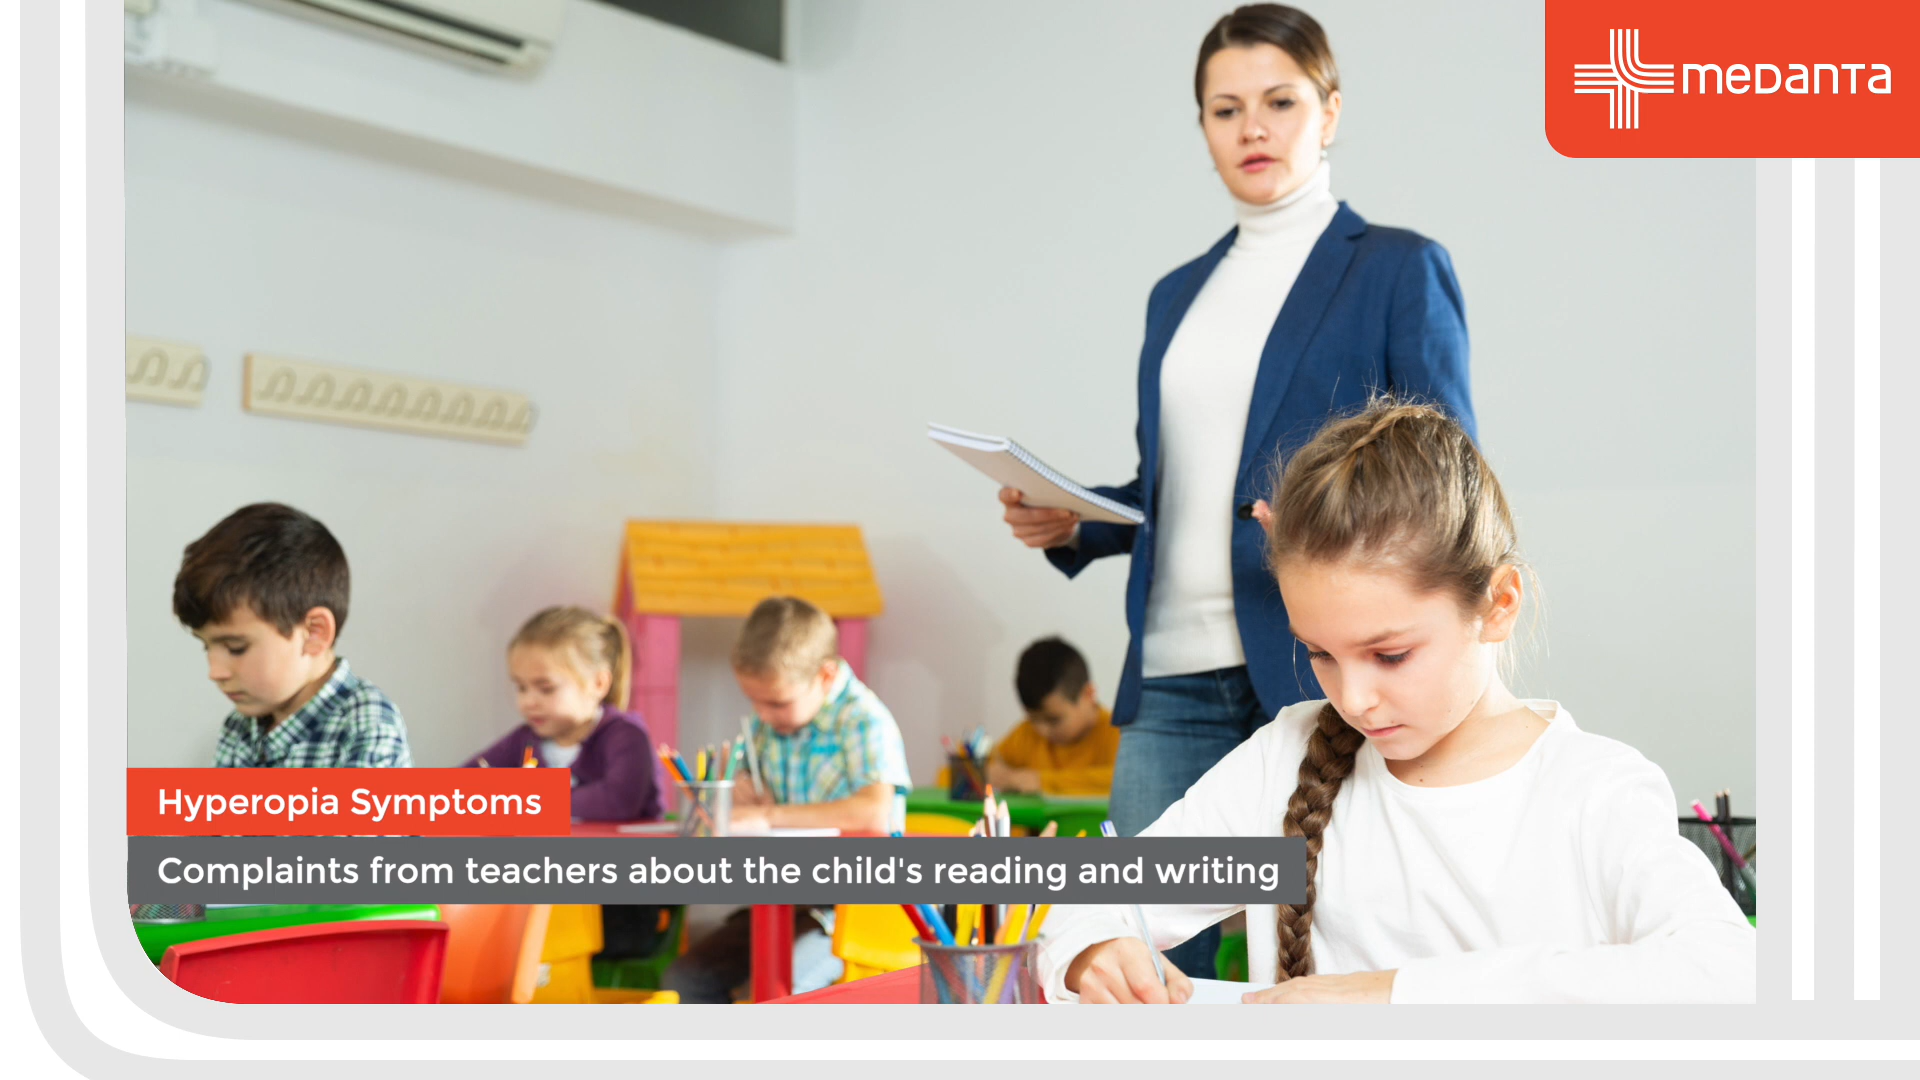 medanta
Hyperopia Symptoms
Complaints from teachers about the child's reading and writing